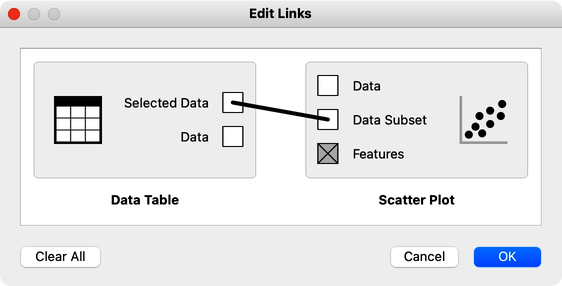 Edit Links
Selected Data
Data
Data Table
Data
Data Subset
Features
Scatter Plot
Clear All
Cancel
OK